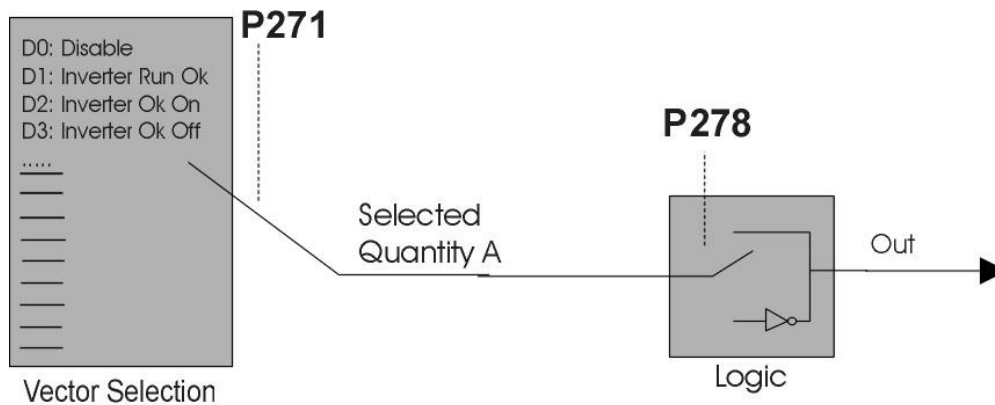 P271
D0: Disable
D1: Inverter Run Ok
D2: Inverter Ok On
D3: Inverter Ok Off
.....
P278
Selected
Quantity A
Out
Logic
Vector Selection